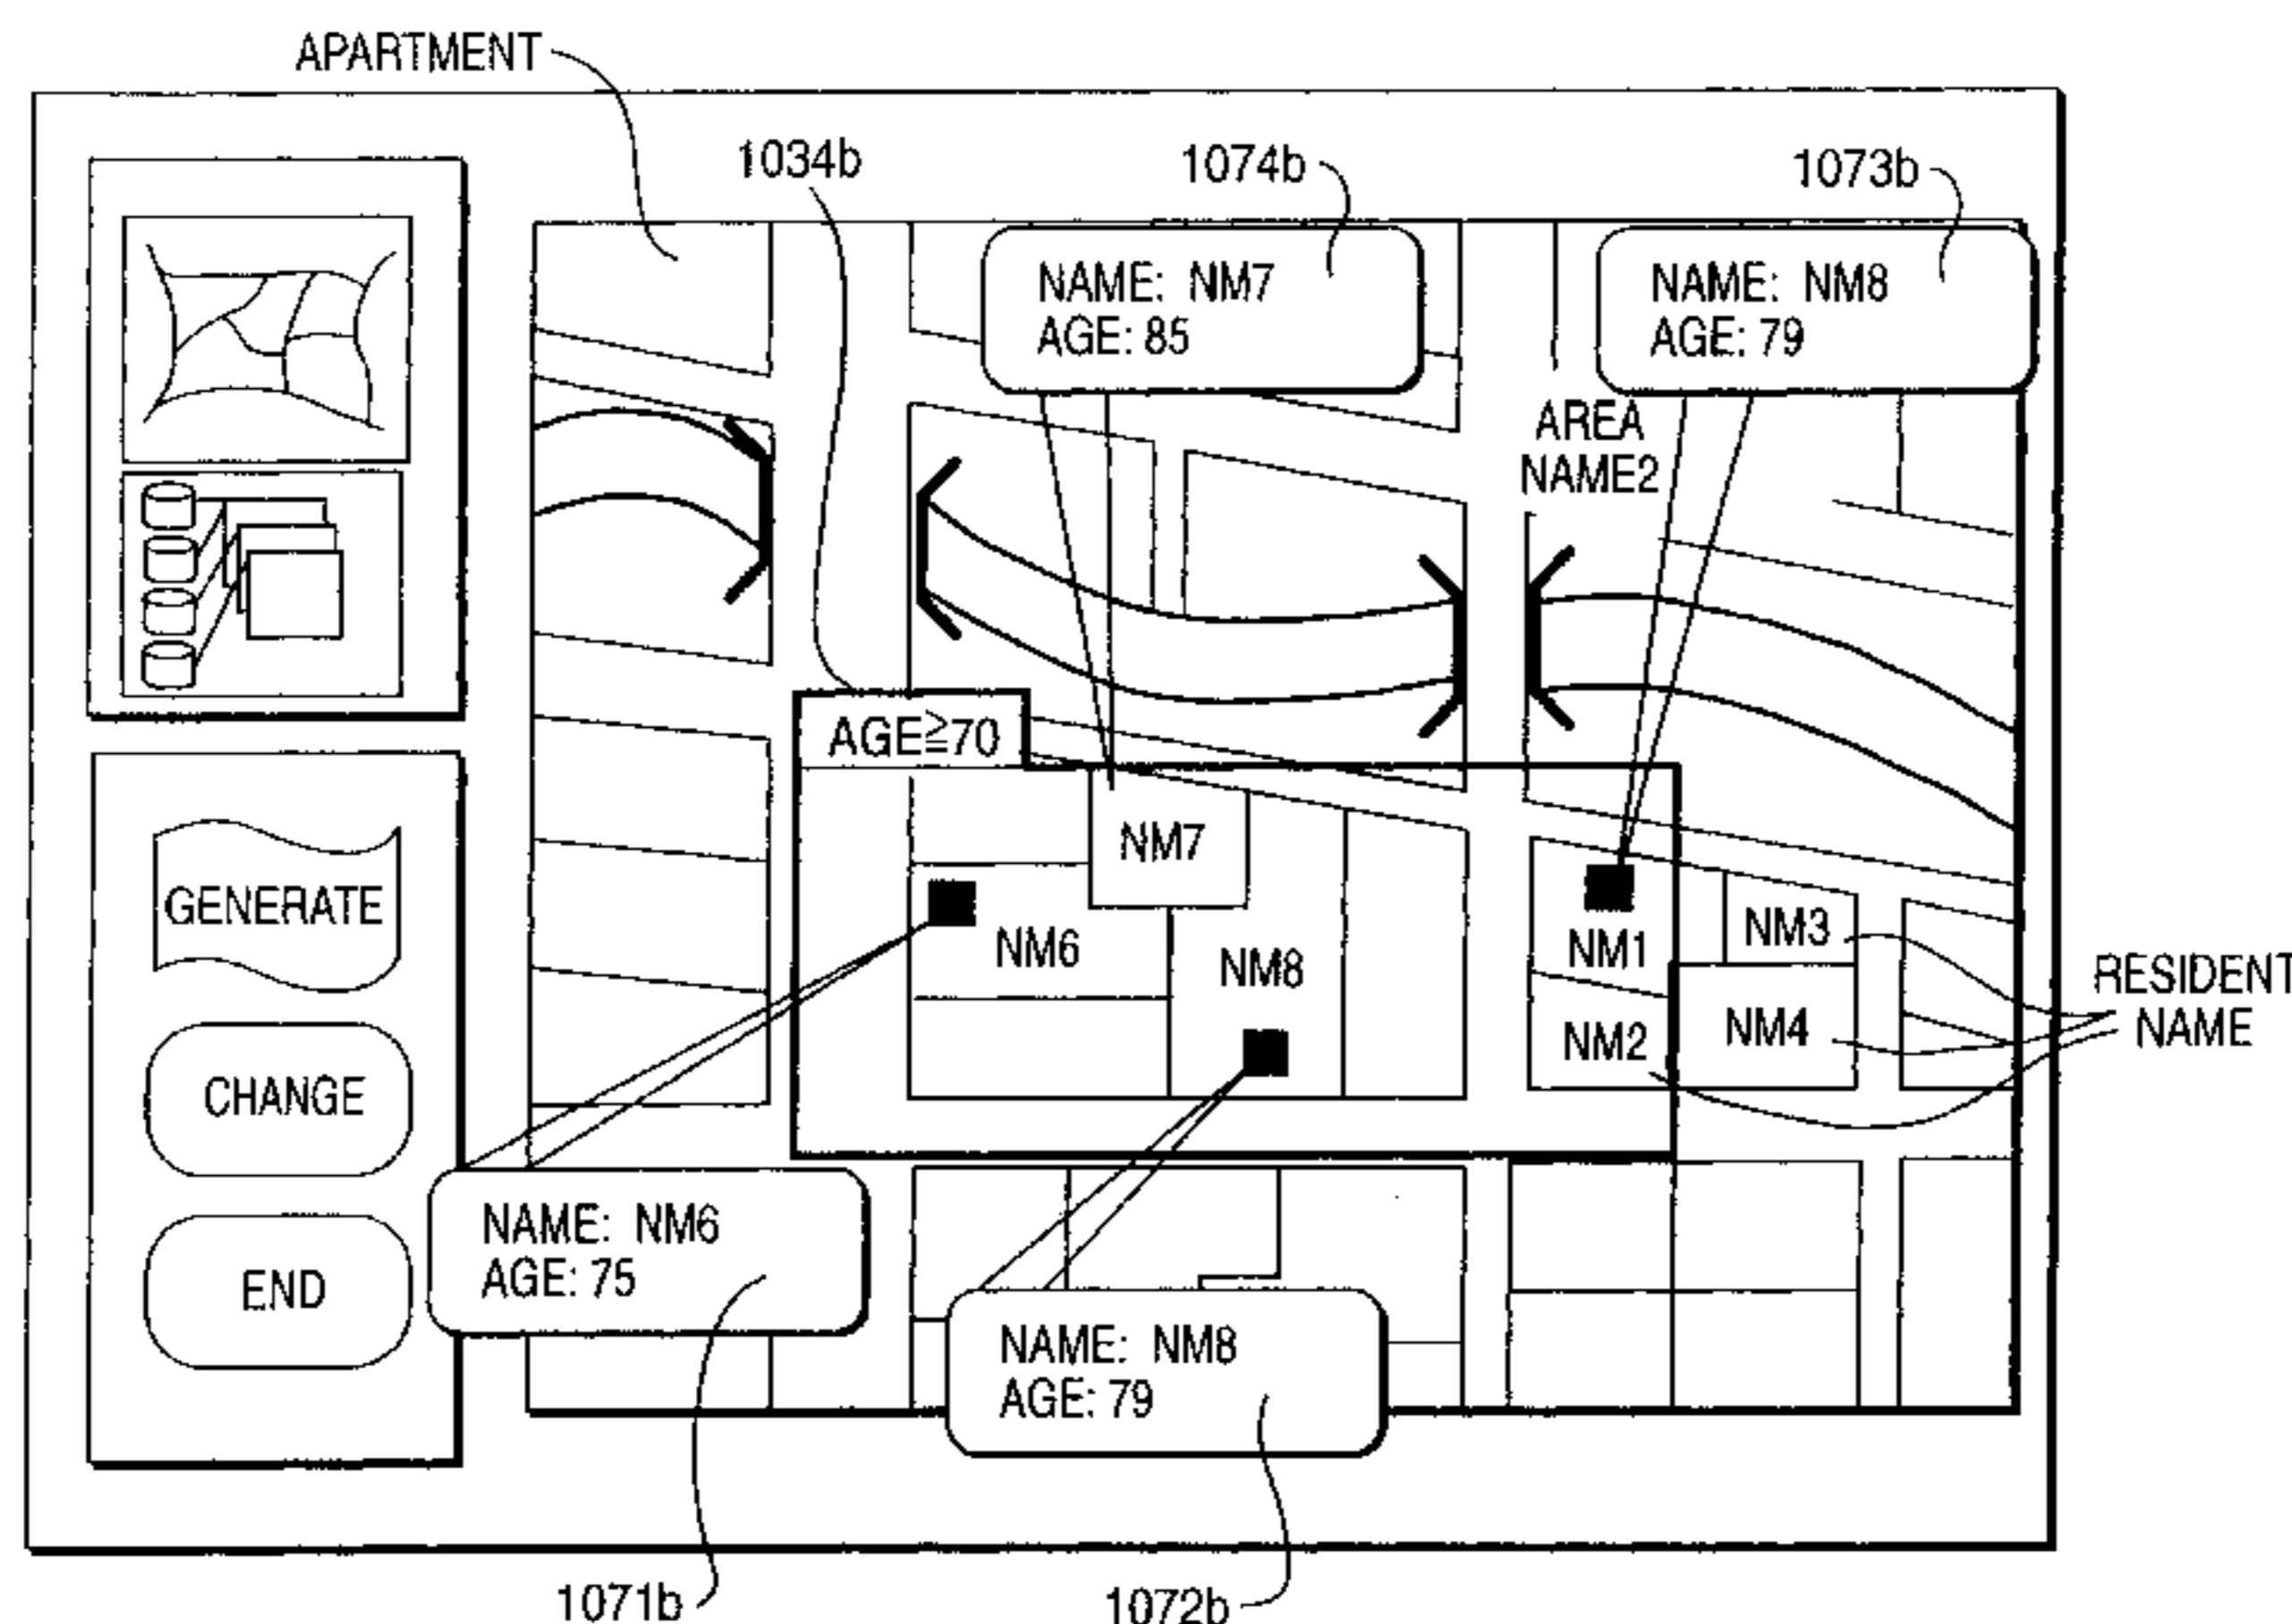 APARTMENT
1034b
1074b
1073b
NAME: NM7
AGE: 85
NAME: NM8
AGE: 79
AREA
NAME2
AGE≧70
NM7
NM6
NM8
NM1
NM2
NM3
NM4
RESIDENT
NAME
GENERATE
CHANGE
END
NAME: NM6
AGE: 75
NAME: NM8
AGE: 79
1071b
1072b